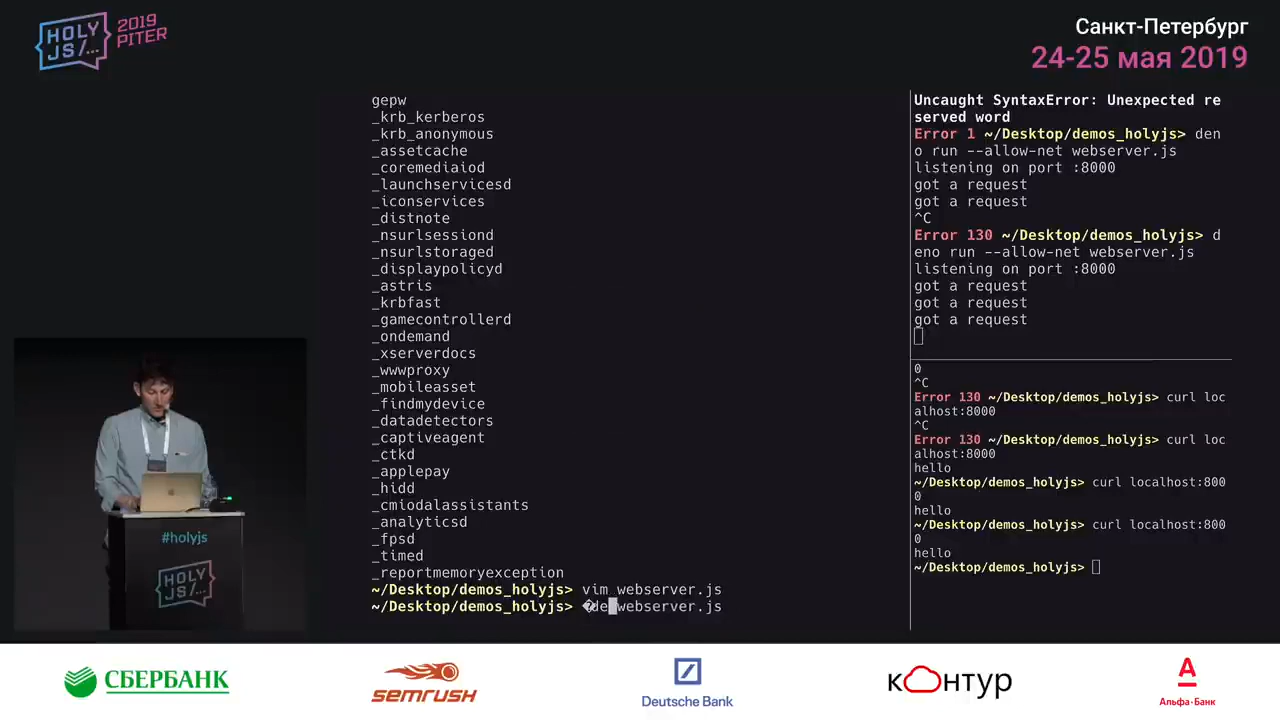 HOLY
JS/...
2019
PITER
Санкт-Петербург
24-25 мая 2019
gepw
_krb_kerberos
_krb_anonymous
_assetcache
_coremediaiod
_launchservicesd
_iconservices
_distnote
_nsurlsessiond
_nsurlstoraged
_displaypolicyd
_astris
_krbfast
_gamecontrollerd
_ondemand
_xserverdocs
_wwwproxy
_mobileasset
_findmydevice
_datadetectors
_captiveagent
_ctkd
_applepay
_hidd
_cmiodalassistants
_analyticsd
_fpsd
_timed
_reportmemoryexception
~/Desktop/demos_holyjs> vim webserver.js
~/Desktop/demos_holyjs> �de webserver.js
Uncaught SyntaxError: Unexpected re
served word
Error 1 ~/Desktop/demos_holyjs> den
o run --allow-net webserver.js
listening on port :8000
got a request
got a request
^C
Error 130 ~/Desktop/demos_holyjs> d
eno run --allow-net webserver.js
listening on port :8000
got a request
got a request
got a request
0
^C
Error 130 ~/Desktop/demos_holyjs> curl loc
alhost:8000
^C
Error 130 ~/Desktop/demos_holyjs> curl loc
alhost:8000
hello
~/Desktop/demos_holyjs> curl localhost:800
0
hello
~/Desktop/demos_holyjs> curl localhost:800
0
hello
~/Desktop/demos_holyjs>
#holyjs
HOLY
JS/...
СБЕРБАНК
SEMRUSH
Deutsche Bank
кОнтур
А
Альфа·Банк